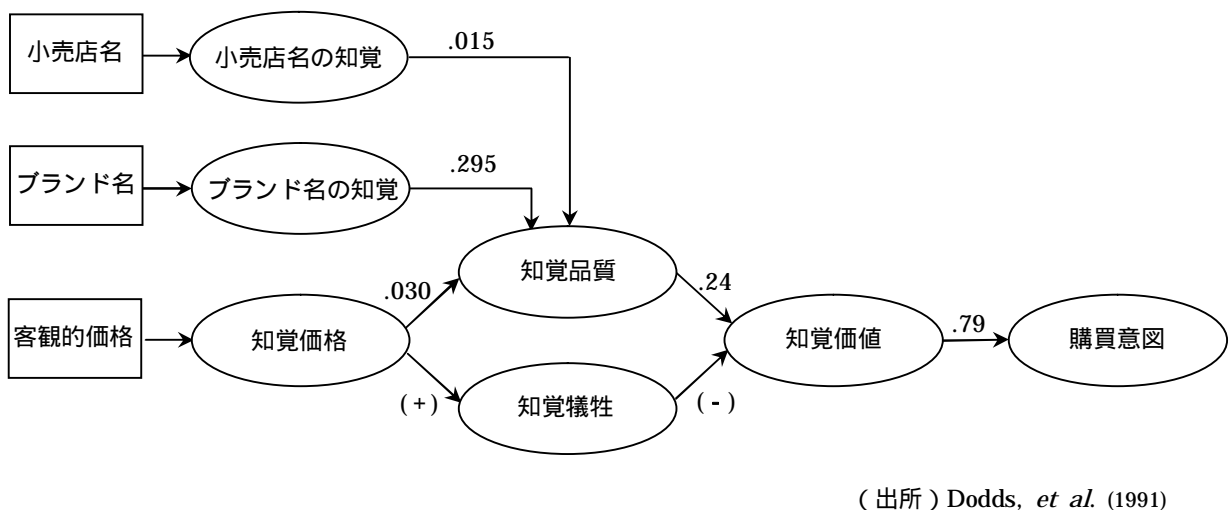 小売店名
小売店名の知覚
.015
ブランド名
ブランド名の知覚
.295
知覚品質
客観的価格
知覚価格
.030
.24
知覚価値
.79
購買意図
(+)
知覚犠牲
(-)
(出所) Dodds, et al. (1991)